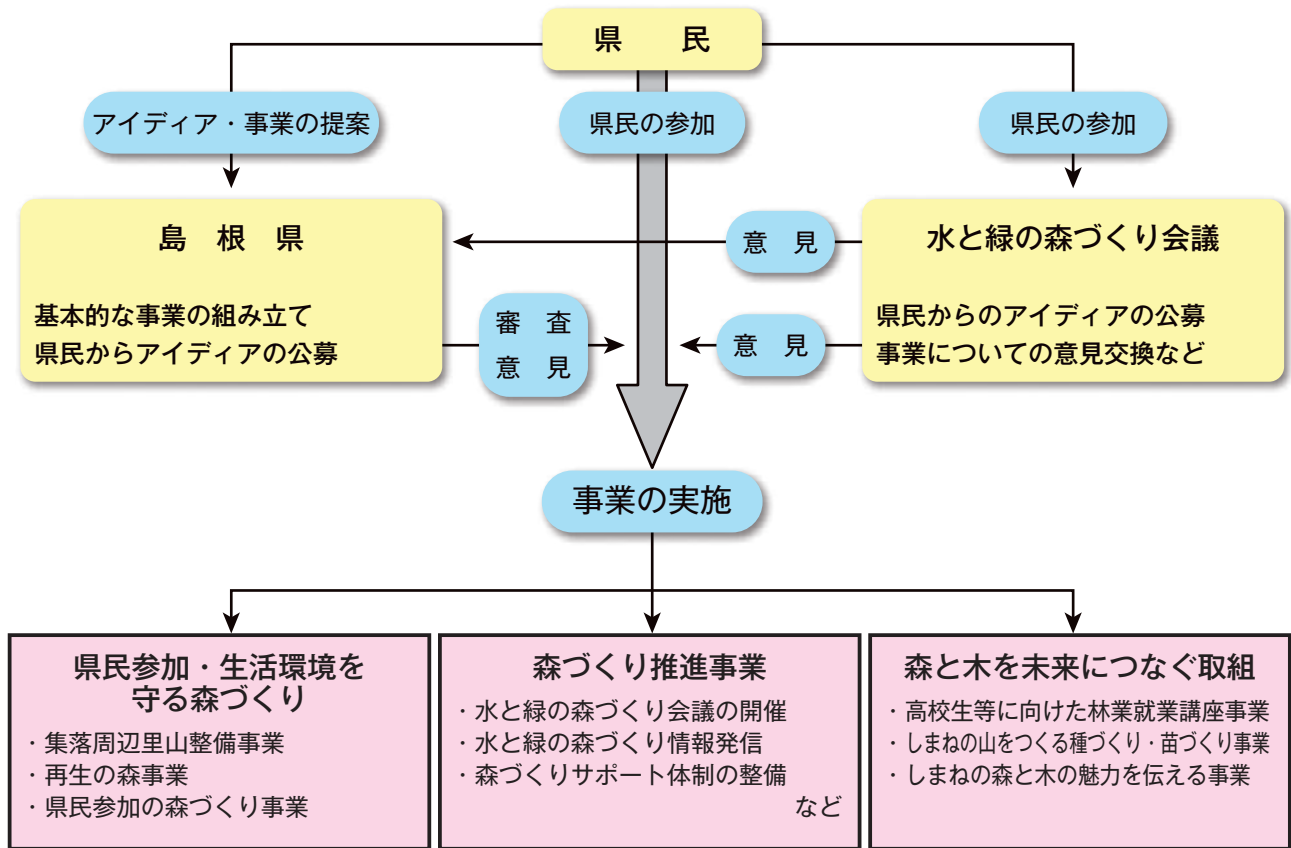 県　民
アイディア・事業の提案
県民の参加
県民の参加
島　根　県
基本的な事業の組み立て
県民からアイディアの公募
意　見
水と緑の森づくり会議
県民からのアイディアの公募
事業についての意見交換など
審　査
意　見
意　見
事業の実施
県民参加・生活環境を
守る森づくり
・集落周辺里山整備事業
・再生の森事業
・県民参加の森づくり事業
森づくり推進事業
・水と緑の森づくり会議の開催
・水と緑の森づくり情報発信
・森づくりサポート体制の整備
など
森と木を未来につなぐ取組
・高校生等に向けた林業就業講座事業
・しまねの山をつくる種づくり・苗づくり事業
・しまねの森と木の魅力を伝える事業